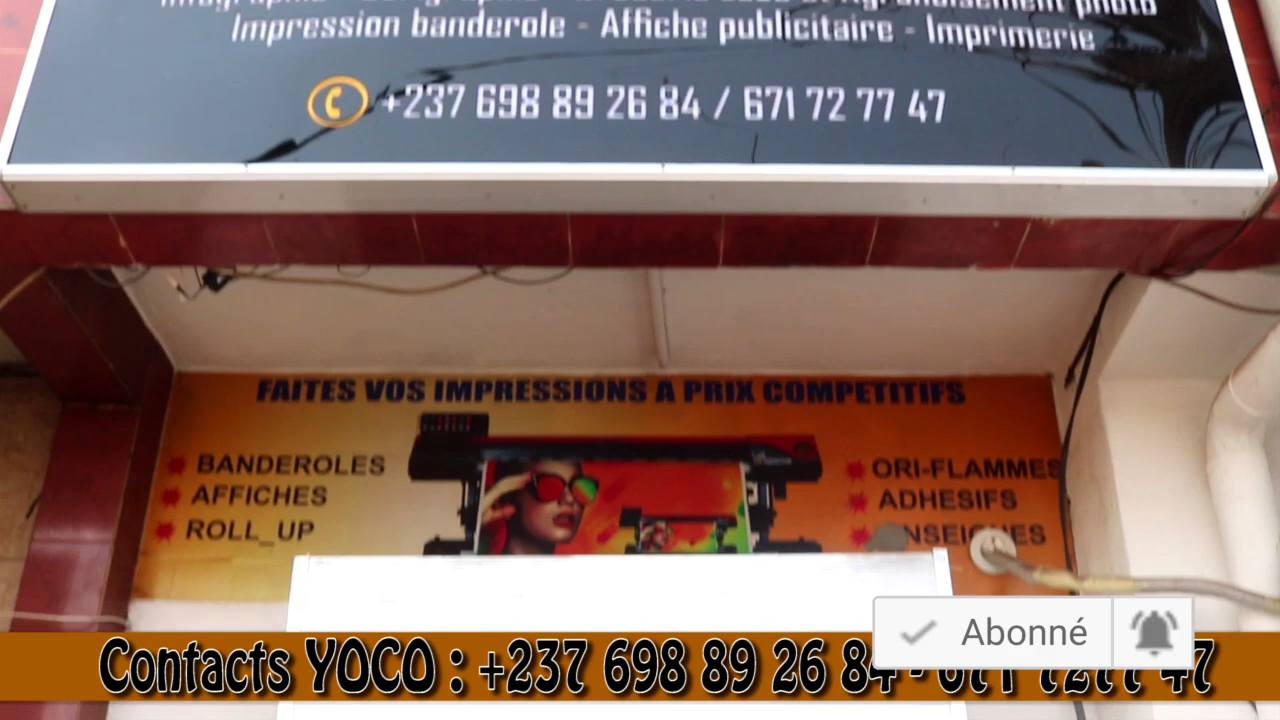 Impression banderole - Affiche publicitaire - Imprimerie
+237 698 89 26 84 / 671 72 77 47
FAITES VOS IMPRESSIONS A PRIX COMPETITIFS
BANDEROLES
AFFICHES
ROLL_UP
ORI-FLAMMES
ADHESIFS
Abonné
Contacts YOCO : +237 698 89 26 84 - 47